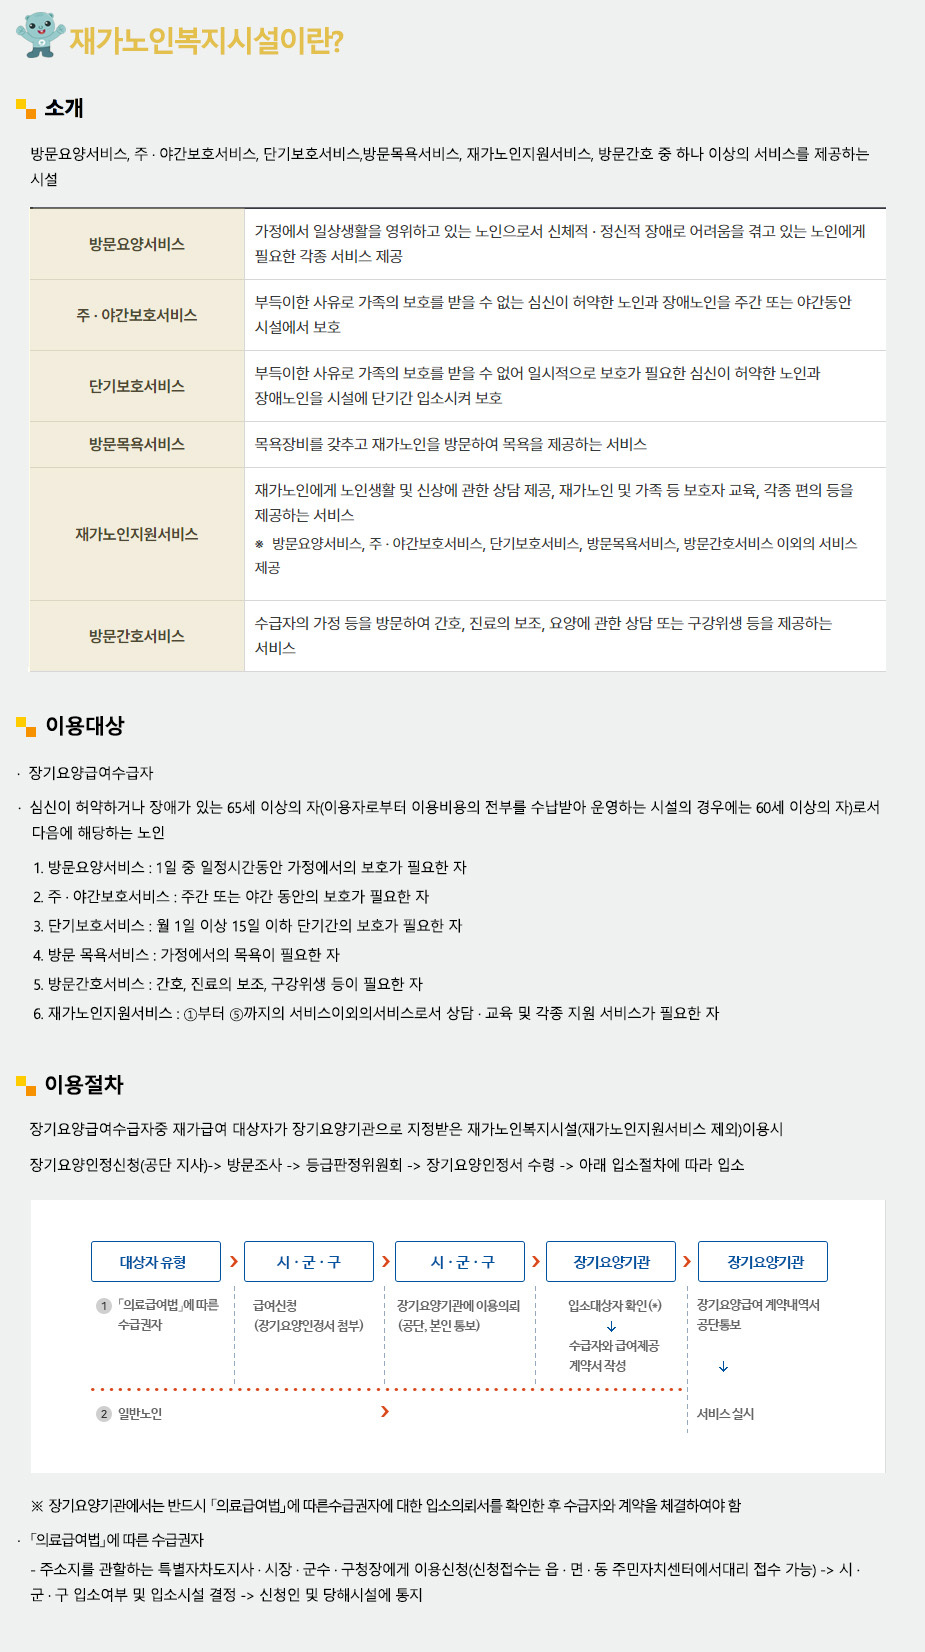 재가노인복지시설이란?
소개
방문요양서비스, 주 · 야간보호서비스, 단기보호서비스,방문목욕서비스, 재가노인지원서비스, 방문간호 중 하나 이상의 서비스를 제공하는
시설
방문요양서비스
가정에서 일상생활을 영위하고 있는 노인으로서 신체적 · 정신적 장애로 어려움을 겪고 있는 노인에게
필요한 각종 서비스 제공
주 · 야간보호서비스
부득이한 사유로 가족의 보호를 받을 수 없는 심신이 허약한 노인과 장애노인을 주간 또는 야간동안
시설에서 보호
단기보호서비스
부득이한 사유로 가족의 보호를 받을 수 없어 일시적으로 보호가 필요한 심신이 허약한 노인과
장애노인을 시설에 단기간 입소시켜 보호
방문목욕서비스
목욕장비를 갖추고 재가노인을 방문하여 목욕을 제공하는 서비스
재가노인지원서비스
재가노인에게 노인생활 및 신상에 관한 상담 제공, 재가노인 및 가족 등 보호자 교육, 각종 편의 등을
제공하는 서비스
※ 방문요양서비스, 주 · 야간보호서비스, 단기보호서비스, 방문목욕서비스, 방문간호서비스 이외의 서비스
제공
방문간호서비스
수급자의 가정 등을 방문하여 간호, 진료의 보조, 요양에 관한 상담 또는 구강위생 등을 제공하는
서비스
이용대상
· 장기요양급여수급자
· 심신이 허약하거나 장애가 있는 65세 이상의 자(이용자로부터 이용비용의 전부를 수납받아 운영하는 시설의 경우에는 60세 이상의 자)로서
다음에 해당하는 노인
1. 방문요양서비스 : 1일 중 일정시간동안 가정에서의 보호가 필요한 자
2. 주 · 야간보호서비스 : 주간 또는 야간 동안의 보호가 필요한 자
3. 단기보호서비스 : 월 1일 이상 15일 이하 단기간의 보호가 필요한 자
4. 방문 목욕서비스 : 가정에서의 목욕이 필요한 자
5. 방문간호서비스 : 간호, 진료의 보조, 구강위생 등이 필요한 자
6. 재가노인지원서비스 : ①부터 ⑤까지의 서비스이외의서비스로서 상담 · 교육 및 각종 지원 서비스가 필요한 자
이용절차
장기요양급여수급자중 재가급여 대상자가 장기요양기관으로 지정받은 재가노인복지시설(재가노인지원서비스 제외)이용시
장기요양인정신청(공단 지사)-> 방문조사 -> 등급판정위원회 -> 장기요양인정서 수령 -> 아래 입소절차에 따라 입소
대상자 유형
시 · 군 · 구
시 · 군 · 구
장기요양기관
장기요양기관
1 「의료급여법」에 따른
수급권자
급여신청
(장기요양인정서 첨부)
장기요양기관에 이용의뢰
(공단, 본인 통보)
입소대상자 확인(*)
↓
수급자와 급여제공
계약서 작성
장기요양급여 계약내역서
공단통보
↓
2 일반노인
서비스 실시
※ 장기요양기관에서는 반드시 「의료급여법」에 따른수급권자에 대한 입소의뢰서를 확인한 후 수급자와 계약을 체결하여야 함
· 「의료급여법」에 따른 수급권자
- 주소지를 관할하는 특별자차도지사 · 시장 · 군수 · 구청장에게 이용신청(신청접수는 읍 · 면 · 동 주민자치센터에서대리 접수 가능) -> 시 ·
군 · 구 입소여부 및 입소시설 결정 -> 신청인 및 당해시설에 통지